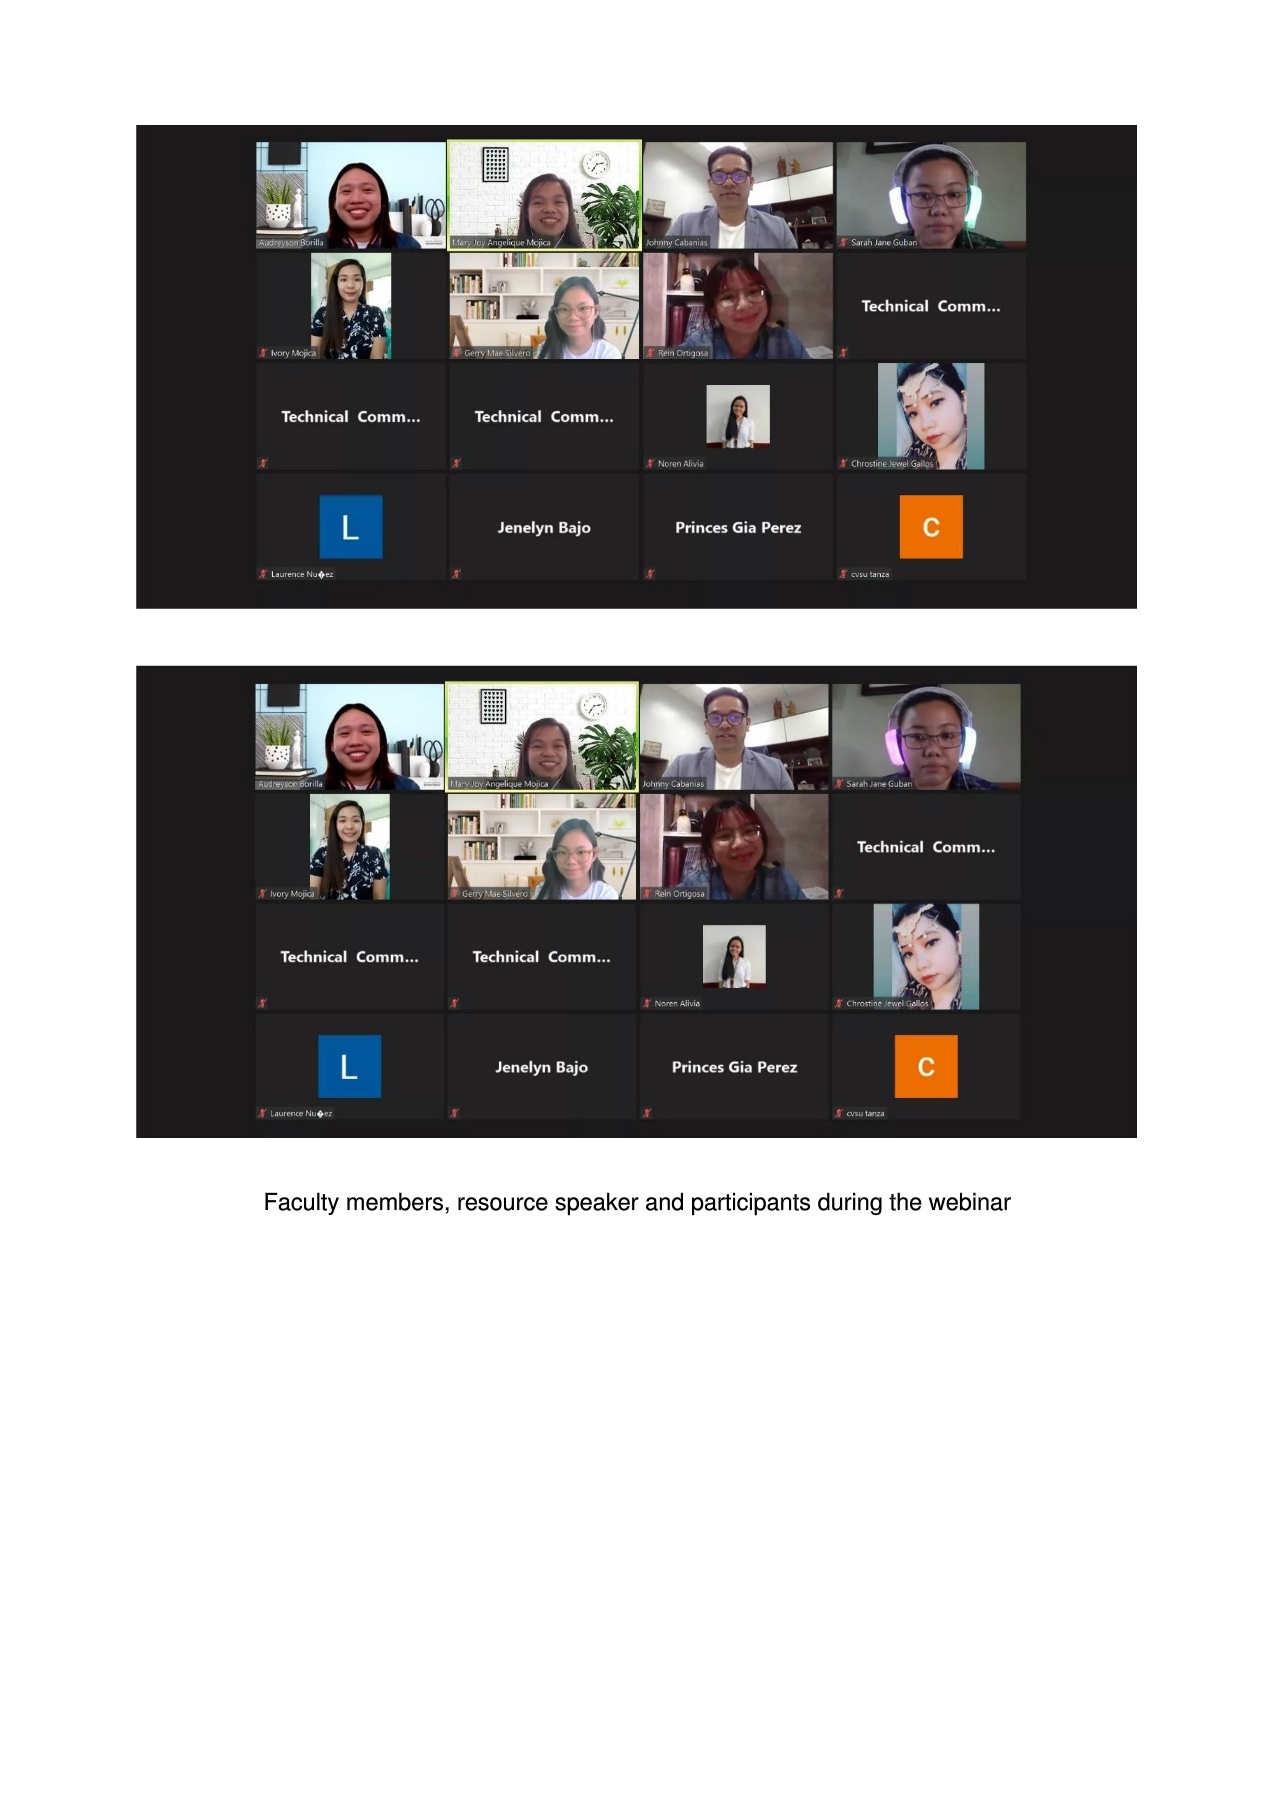 Audreyson Borilla
Mary Joy Angelique Mojica
Johnny Cabanias
Sarah Jane Guban
Ivory Mojica
Gerry Mae Silvero
Rein Ortigosa
Technical Comm...
Technical Comm...
Technical Comm...
Noren Alivia
Chrostine Jewel Gallos
L
Laurence Nu�ez
Jenelyn Bajo
Princes Gia Perez
C
cvsu tanza
Audreyson Borilla
Mary Joy Angelique Mojica
Johnny Cabanias
Sarah Jane Guban
Ivory Mojica
Gerry Mae Silvero
Rein Ortigosa
Technical Comm...
Technical Comm...
Technical Comm...
Noren Alivia
Chrostine Jewel Gallos
L
Laurence Nu�ez
Jenelyn Bajo
Princes Gia Perez
C
cvsu tanza
Faculty members, resource speaker and participants during the webinar